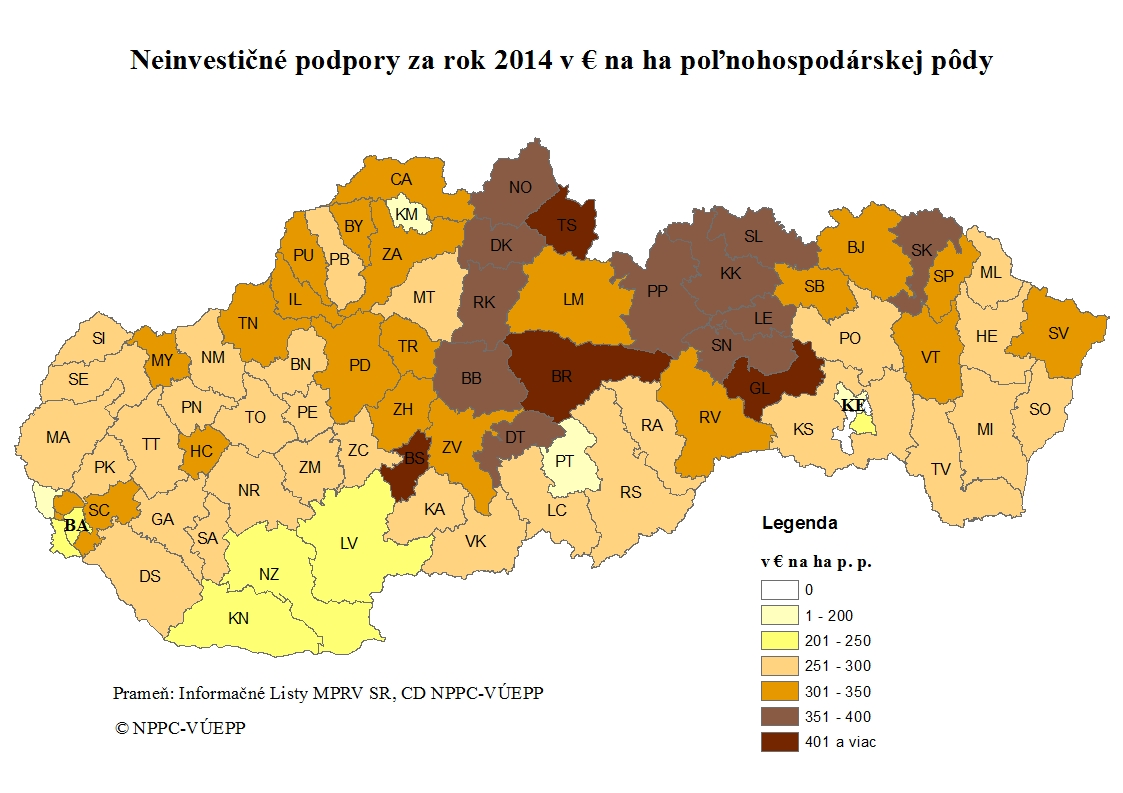 Neinvestičné podpory za rok 2014 v € na ha poľnohospodárskej pôdy
NO
CA
TS
KM
BY
SL
DK
BJ
SK
PU
PB
ZA
KK
SP
ML
IL
MT
RK
LM
PP
SB
TN
LE
SI
MY
NM
BN
PD
TR
SN
PO
HE
SV
VT
SE
BB
BR
GL
PN
TO
PE
ZH
RV
KE
SO
MA
TT
HC
ZC
BS
ZV
DT
RA
KS
MI
PK
ZM
PT
TV
NR
RS
SC
GA
KA
LC
BA
SA
LV
VK
DS
NZ
KN
Legenda
v € na ha p. p.
0
1 - 200
201 - 250
251 - 300
301 - 350
351 - 400
401 a viac
Prameň: Informačné Listy MPRV SR, CD NPPC-VÚEPP
© NPPC-VÚEPP